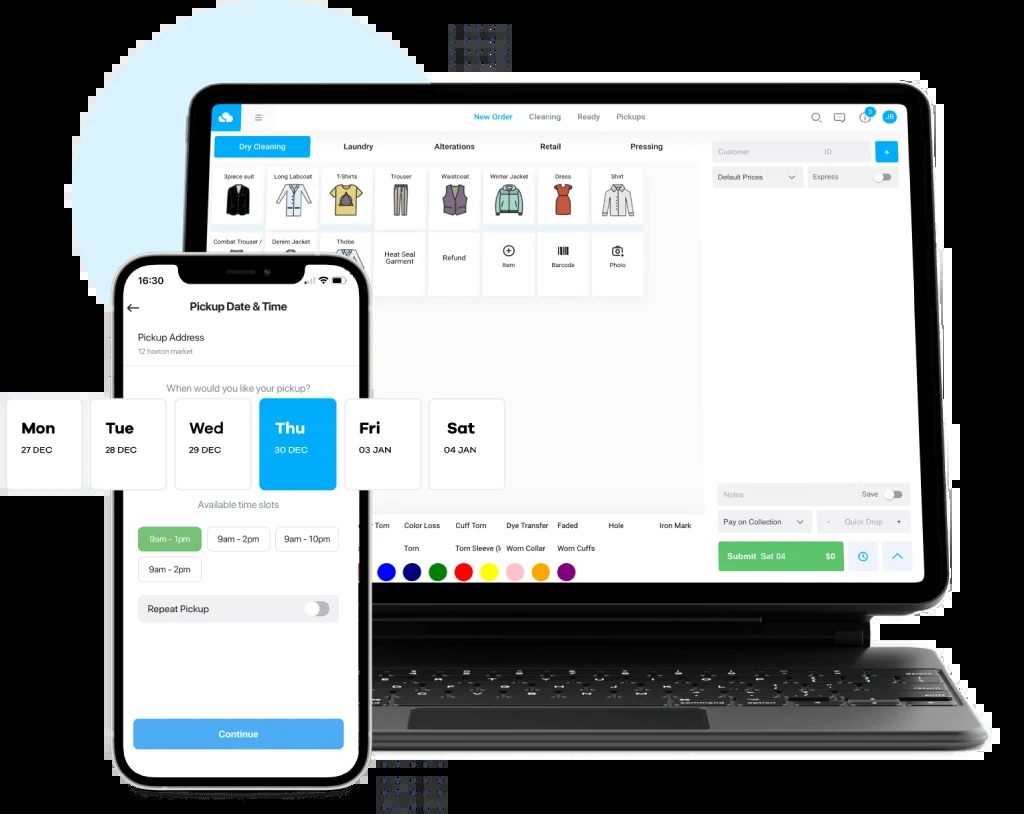 New Order Cleaning Ready Pickups
3
JB
Dry Cleaning Laundry Alterations Retail Pressing
Customer ID +
Default Prices Express
3piece suit Long Labcoat T-Shirts Trouser Waistcoat Winter Jacket Dress Shirt
Combat Trouser / Denim Jacket Thobe Heat Seal Garment Refund Item Barcode Photo
Notes Save
Pay on Collection - Quick Drop +
Submit Sat 04 $0
Torn Color Loss Cuff Torn Dye Transfer Faded Hole Iron Mark
Torn Torn Sleeve Worn Collar Worn Cuffs
16:30
Pickup Date & Time
Pickup Address
12 hoxton market
When would you like your pickup?
Mon Tue Wed Thu Fri Sat
27 DEC 28 DEC 29 DEC 30 DEC 03 JAN 04 JAN
Available time slots
9am - 1pm 9am - 2pm 9am - 10pm
9am - 2pm
Repeat Pickup
Continue
delete
return
shift
command option